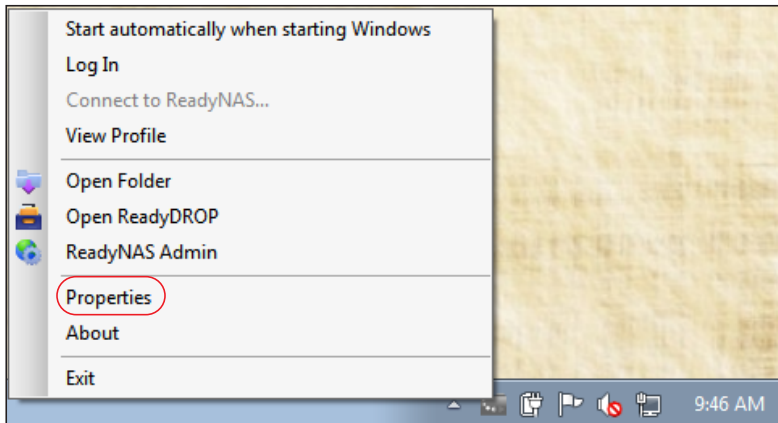 Start automatically when starting Windows
Log In
Connect to ReadyNAS...
View Profile
Open Folder
Open ReadyDROP
ReadyNAS Admin
Properties
About
Exit
9:46 AM